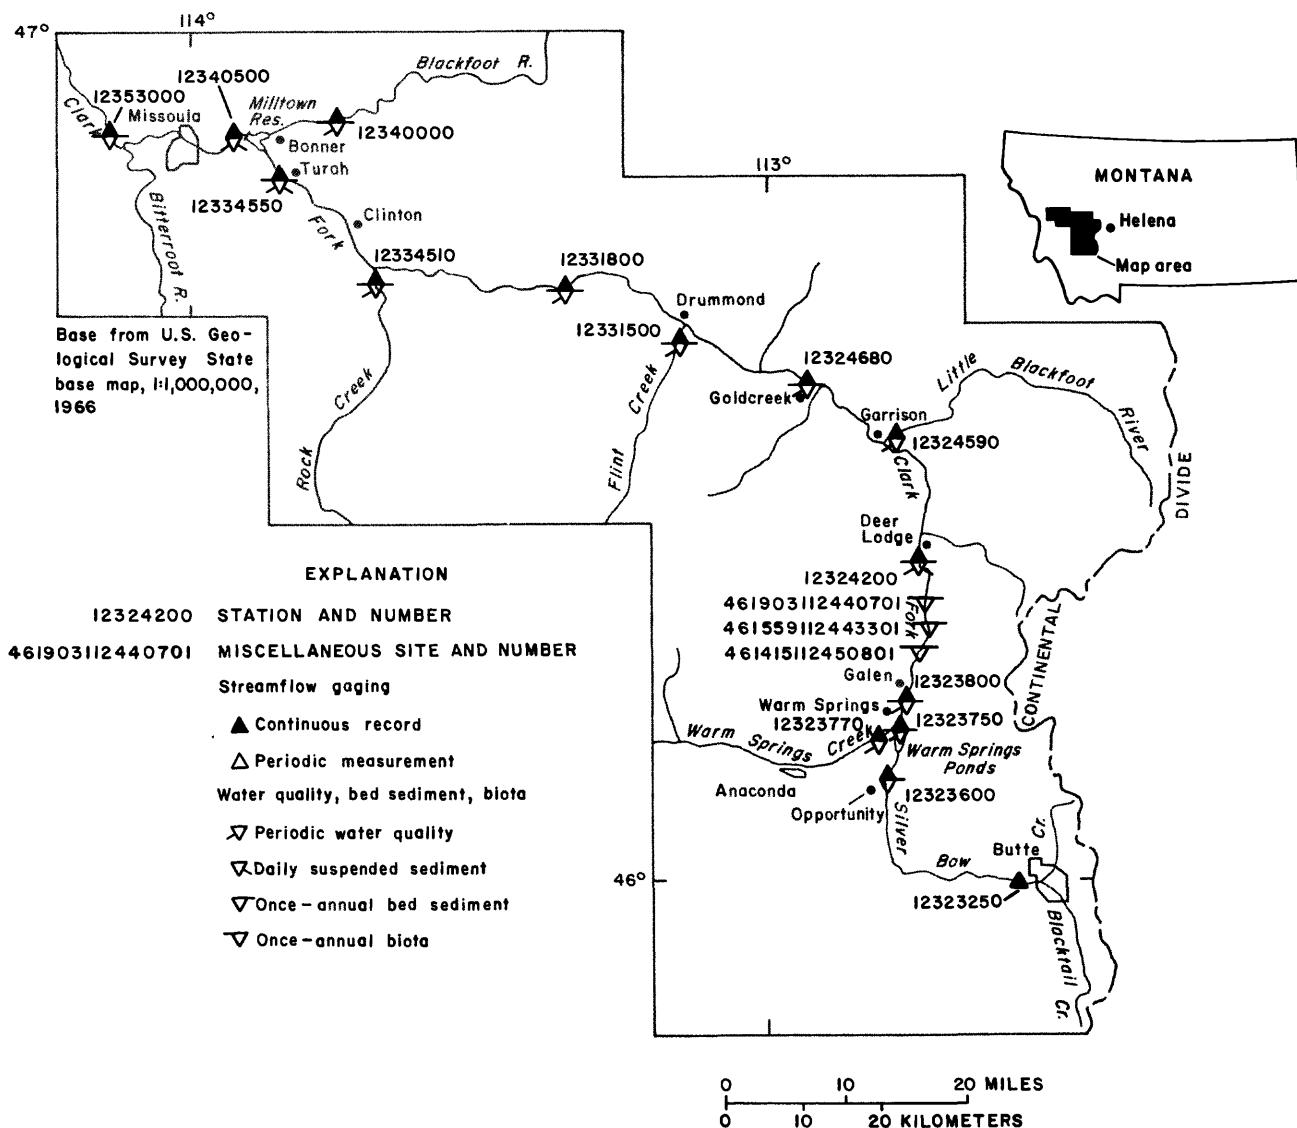 47°
114°
Blackfoot R.
12340500
12353000
Milltown
Res.
Missoula
Clark
12340000
Bonner
Turah
12334550
Fork
Clinton
Bitterroot R.
12334510
12331800
113°
MONTANA
Helena
Map area
Base from U.S. Geo-
logical Survey State
base map, 1:1,000,000,
1966
Drummond
12331500
12324680
Goldcreek
Little Blackfoot River
Garrison
12324590
Clark
Rock Creek
Flint Creek
DIVIDE
Deer
Lodge
12324200
461903112440701
Fork
461559112443301
461415112450801
Galen
12323800
Warm Springs
12323770
12323750
Warm Springs Creek
Warm Springs
Ponds
Anaconda
Opportunity
12323600
CONTINENTAL
Silver Bow Cr.
Butte
46°
12323250
Blacktail Cr.
EXPLANATION
12324200 STATION AND NUMBER
461903112440701 MISCELLANEOUS SITE AND NUMBER
Streamflow gaging
Continuous record
Periodic measurement
Water quality, bed sediment, biota
Periodic water quality
Daily suspended sediment
Once-annual bed sediment
Once-annual biota
0 10 20 MILES
0 10 20 KILOMETERS